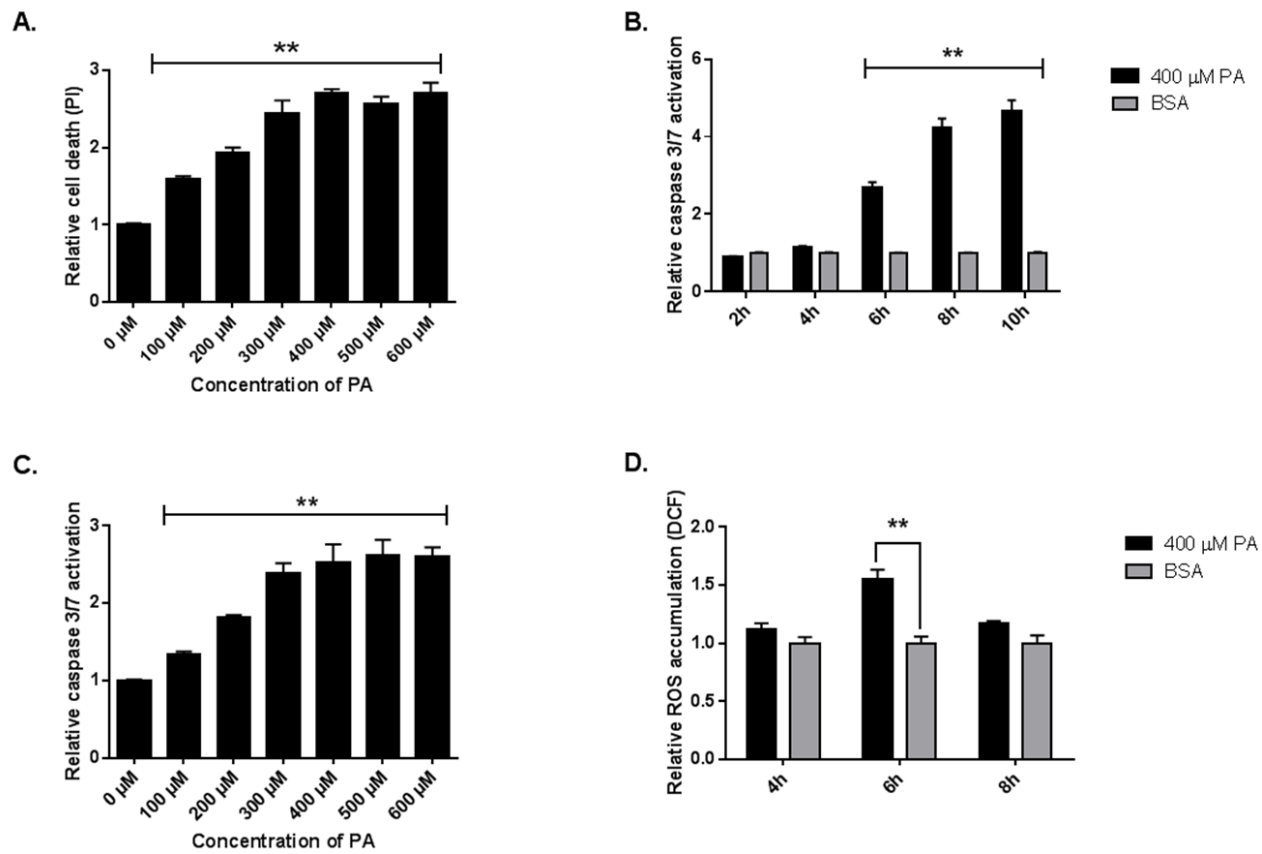 A.
**
Relative cell death (PI)
3
2
1
0
0 µM
100 µM
200 µM
300 µM
400 µM
500 µM
600 µM
Concentration of PA
B.
**
Relative caspase 3/7 activation
6
4
2
0
2h
4h
6h
8h
10h
400 µM PA
BSA
C.
**
Relative caspase 3/7 activation
3
2
1
0
0 µM
100 µM
200 µM
300 µM
400 µM
500 µM
600 µM
Concentration of PA
D.
**
Relative ROS accumulation (DCF)
2.0
1.5
1.0
0.5
0.0
4h
6h
8h
400 µM PA
BSA